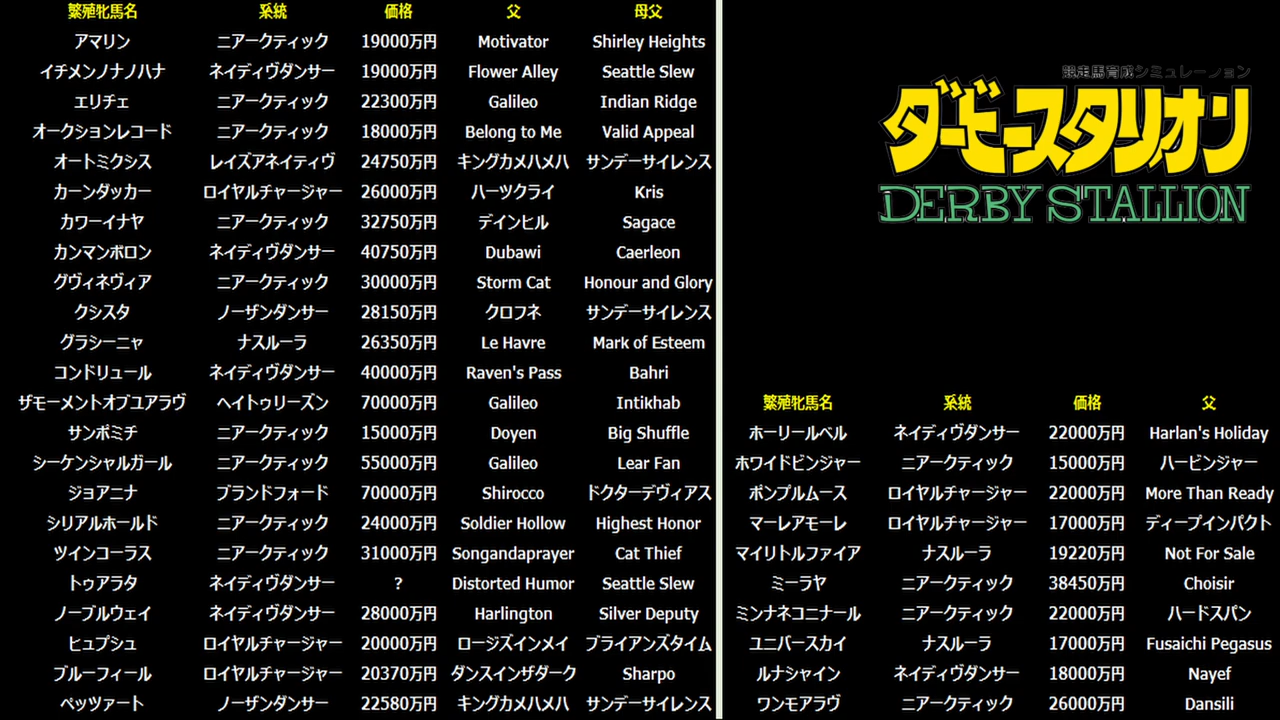 繁殖牝馬名 系統 価格 父 母父
アマリン ニアークティック 19000万円 Motivator Shirley Heights
イチメンノナノハナ ネイディヴダンサー 19000万円 Flower Alley Seattle Slew
エリチェ ニアークティック 22300万円 Galileo Indian Ridge
オークションレコード ニアークティック 18000万円 Belong to Me Valid Appeal
オートミクシス レイズアネイティヴ 24750万円 キングカメハメハ サンデーサイレンス
カーンダッカー ロイヤルチャージャー 26000万円 ハーツクライ Kris
カワーイナヤ ニアークティック 32750万円 デインヒル Sagace
カンマンボロン ネイディヴダンサー 40750万円 Dubawi Caerleon
グヴィネヴィア ニアークティック 30000万円 Storm Cat Honour and Glory
クシスタ ノーザンダンサー 28150万円 クロフネ サンデーサイレンス
グラシーニャ ナスルーラ 26350万円 Le Havre Mark of Esteem
コンドリュール ネイディヴダンサー 40000万円 Raven's Pass Bahri
ザモーメントオブユアラヴ ヘイトゥリーズン 70000万円 Galileo Intikhab
サンポミチ ニアークティック 15000万円 Doyen Big Shuffle
シーケンシャルガール ニアークティック 55000万円 Galileo Lear Fan
ジョアニナ ブランドフォード 70000万円 Shirocco ドクターデヴィアス
シリアルホールド ニアークティック 24000万円 Soldier Hollow Highest Honor
ツインコーラス ニアークティック 31000万円 Songandaprayer Cat Thief
トゥアラタ ネイディヴダンサー ? Distorted Humor Seattle Slew
ノーブルウェイ ネイディヴダンサー 28000万円 Harlington Silver Deputy
ヒュプシュ ロイヤルチャージャー 20000万円 ロージズインメイ ブライアンズタイム
ブルーフィール ロイヤルチャージャー 20370万円 ダンスインザダーク Sharpo
ペッツァート ノーザンダンサー 22580万円 キングカメハメハ サンデーサイレンス
競走馬育成シミュレーション
ダービースタリオン
DERBY STALLION
繁殖牝馬名 系統 価格 父
ホーリールベル ネイディヴダンサー 22000万円 Harlan's Holiday
ホワイドビンジャー ニアークティック 15000万円 ハービンジャー
ポンプルムース ロイヤルチャージャー 22000万円 More Than Ready
マーレアモーレ ロイヤルチャージャー 17000万円 ディープインパクト
マイリトルファイア ナスルーラ 19220万円 Not For Sale
ミーラヤ ニアークティック 38450万円 Choisir
ミンナネコニナール ニアークティック 22000万円 ハードスパン
ユニバースカイ ナスルーラ 17000万円 Fusaichi Pegasus
ルナシャイン ネイディヴダンサー 18000万円 Nayef
ワンモアラヴ ニアークティック 26000万円 Dansili